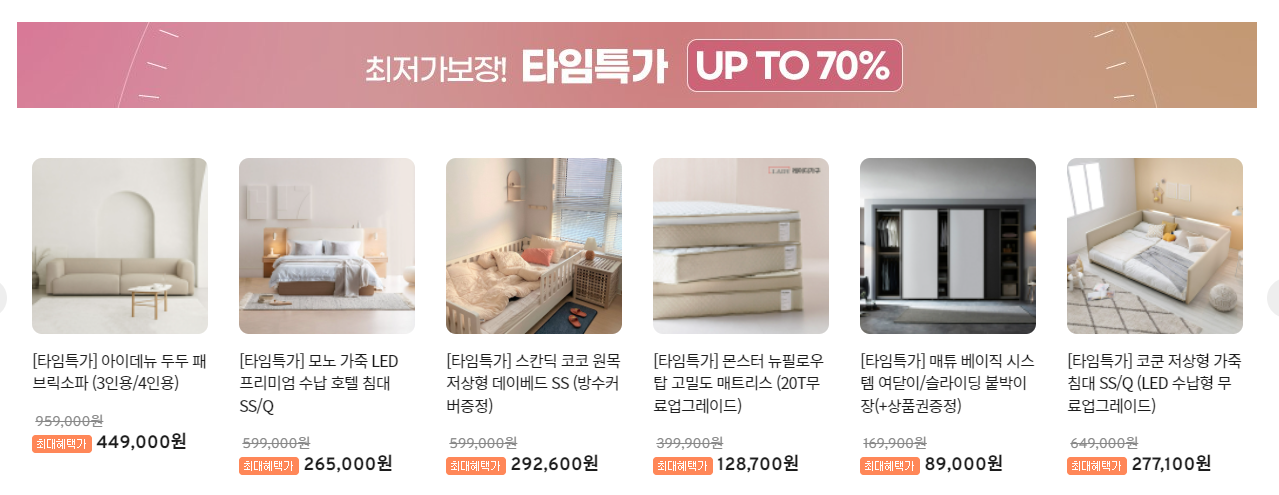 최저가보장! 타임특가 UP TO 70%
[타임특가] 아이데뉴 두두 패
브릭소파 (3인용/4인용)
959,000원
최대혜택가 449,000원
[타임특가] 모노 가죽 LED
프리미엄 수납 호텔 침대
SS/Q
599,000원
최대혜택가 265,000원
[타임특가] 스칸딕 코코 원목
저상형 데이베드 SS (방수커
버증정)
599,000원
최대혜택가 292,600원
[타임특가] 몬스터 뉴필로우
탑 고밀도 매트리스 (20T무
료업그레이드)
399,900원
최대혜택가 128,700원
[타임특가] 매튜 베이직 시스
템 여닫이/슬라이딩 붙박이
장(+상품권증정)
169,900원
최대혜택가 89,000원
[타임특가] 코쿤 저상형 가죽
침대 SS/Q (LED 수납형 무
료업그레이드)
649,000원
최대혜택가 277,100원